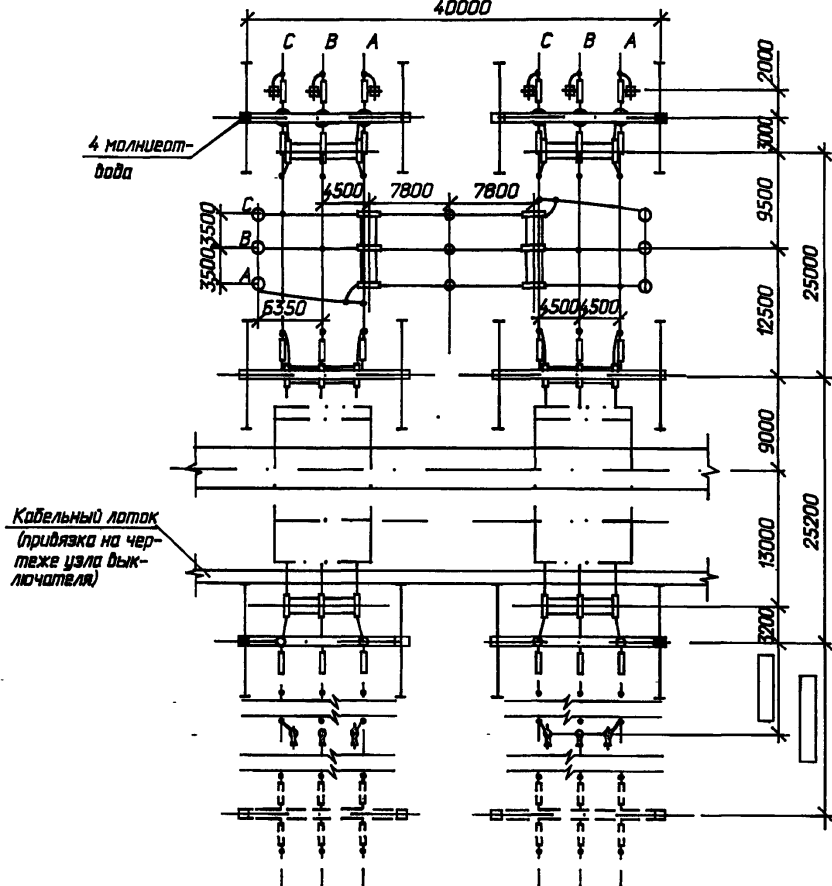 40000
C B A
C B A
2000
4 молниеот-
вода
3000
4500 7800 7800
C
3500
9500
B
3500
25000
A
12500
5350
4500 4500
9000
Кабельный лоток
(привязка на чер-
теже узла вык-
лючателя)
13000
25200
3200